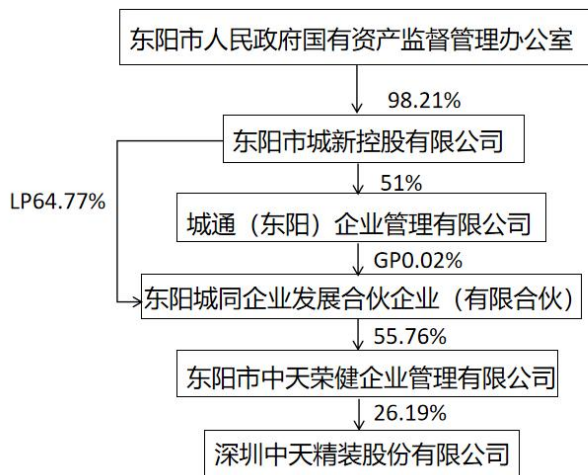 东阳市人民政府国有资产监督管理办公室
98.21%
东阳市城新控股有限公司
51%
LP64.77%
城通（东阳）企业管理有限公司
GP0.02%
东阳城同企业发展合伙企业（有限合伙）
55.76%
东阳市中天荣健企业管理有限公司
26.19%
深圳中天精装股份有限公司